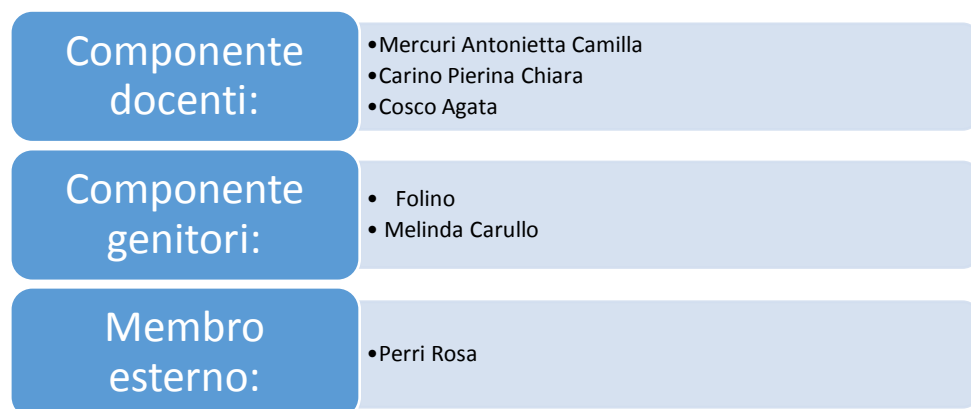 Componente
docenti:
•Mercuri Antonietta Camilla
•Carino Pierina Chiara
•Cosco Agata
Componente
genitori:
• Folino
• Melinda Carullo
Membro
esterno:
•Perri Rosa